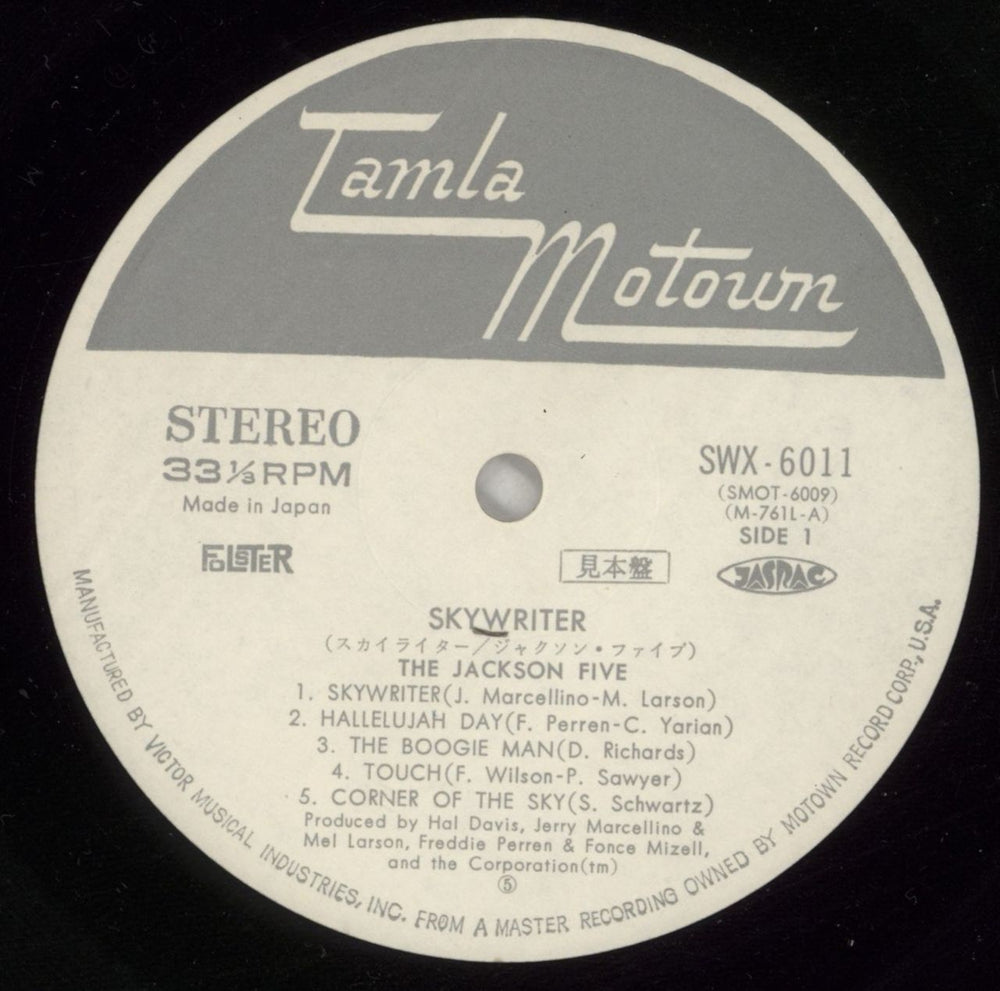 Tamla
Motown
STEREO
33⅓RPM
Made in Japan
FOLSTER
SWX-6011
(SMOT-6009)
(M-761L-A)
SIDE 1
JASRAC
見本盤
SKYWRITER
(スカイライター/ジャクソン・ファイブ)
THE JACKSON FIVE
1. SKYWRITER(J. Marcellino-M. Larson)
2. HALLELUJAH DAY(F. Perren-C. Yarian)
3. THE BOOGIE MAN(D. Richards)
4. TOUCH(F. Wilson-P. Sawyer)
5. CORNER OF THE SKY(S. Schwartz)
Produced by Hal Davis, Jerry Marcellino &
Mel Larson, Freddie Perren & Fonce Mizell,
and the Corporation(tm)
⑤
MANUFACTURED BY VICTOR MUSICAL INDUSTRIES, INC. FROM A MASTER RECORDING OWNED BY MOTOWN RECORD CORP., U.S.A.